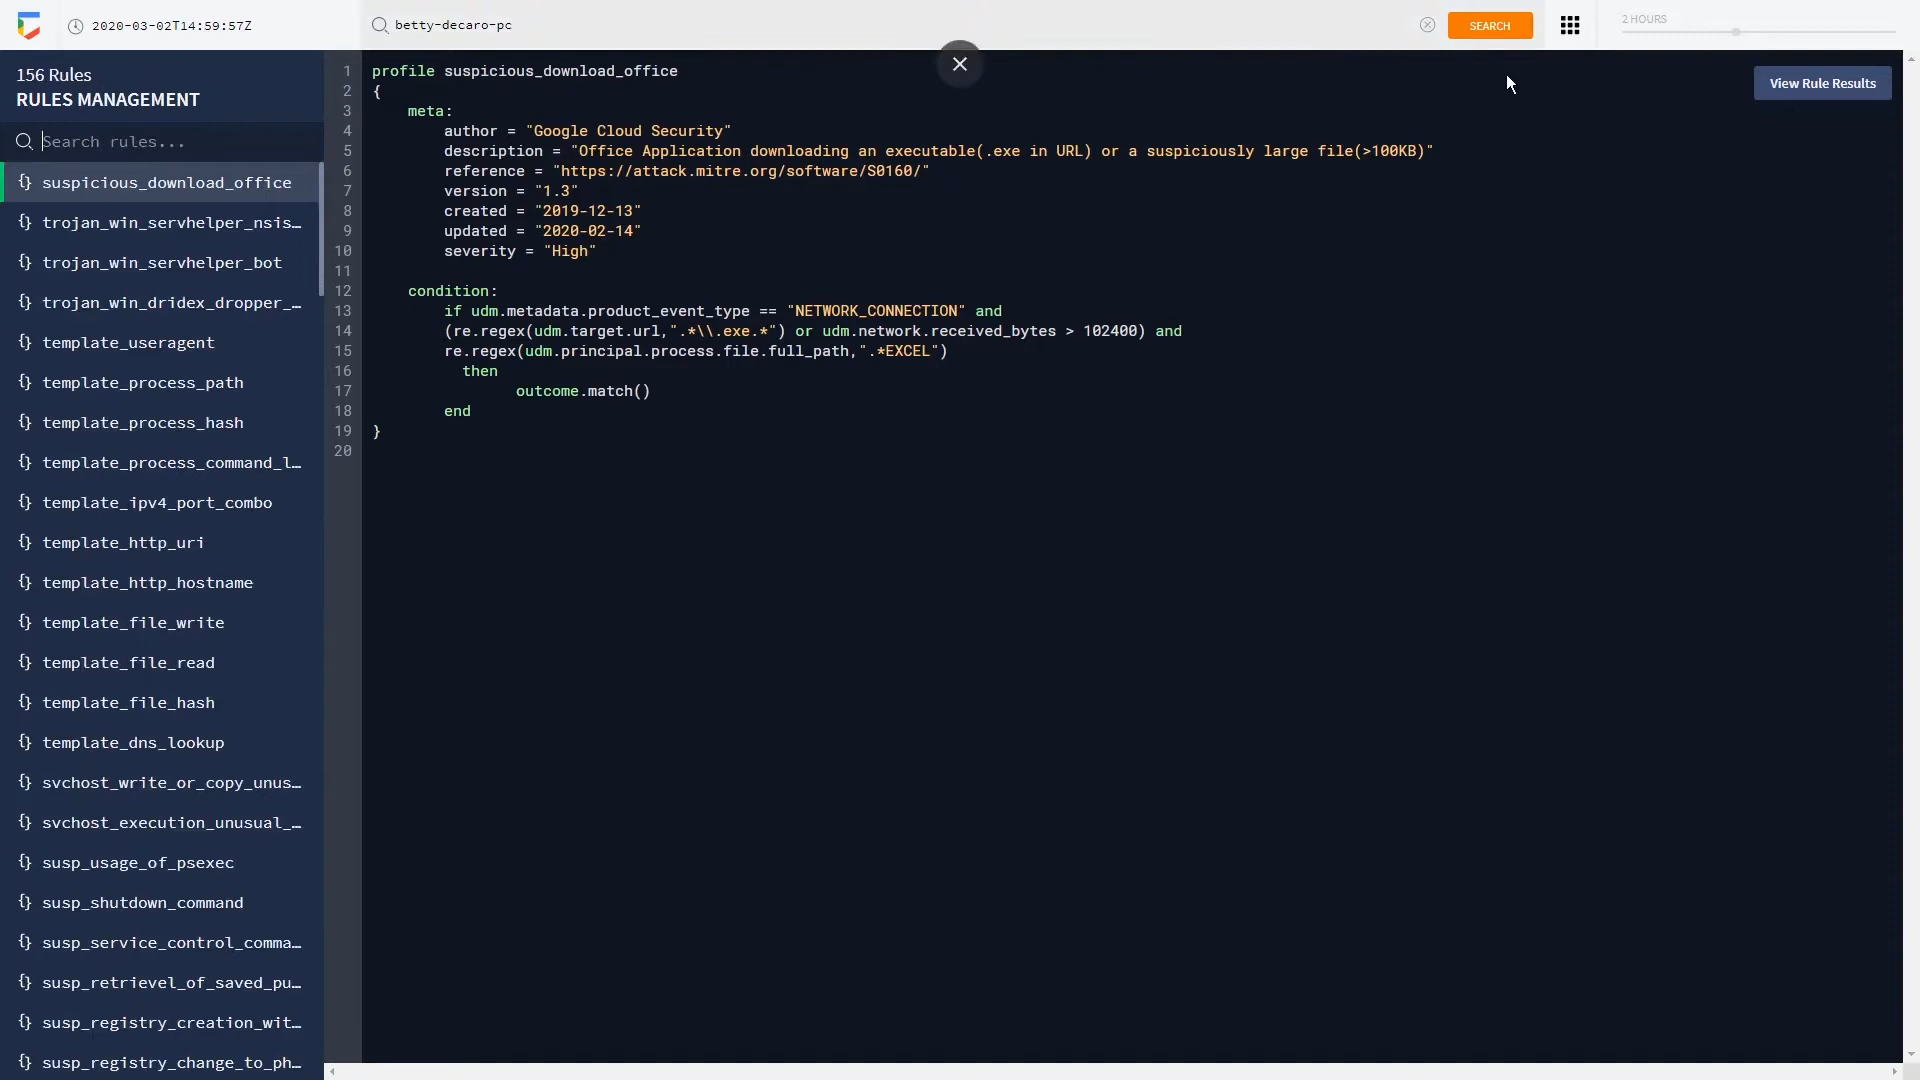 2020-03-02T14:59:57Z
betty-decaro-pc
SEARCH
2 HOURS
156 Rules
RULES MANAGEMENT
Search rules...
{} suspicious_download_office
{} trojan_win_servhelper_nsis…
{} trojan_win_servhelper_bot
{} trojan_win_dridex_dropper_…
{} template_useragent
{} template_process_path
{} template_process_hash
{} template_process_command_l…
{} template_ipv4_port_combo
{} template_http_uri
{} template_http_hostname
{} template_file_write
{} template_file_read
{} template_file_hash
{} template_dns_lookup
{} svchost_write_or_copy_unus…
{} svchost_execution_unusual_…
{} susp_usage_of_psexec
{} susp_shutdown_command
{} susp_service_control_comma…
{} susp_retrievel_of_saved_pu…
{} susp_registry_creation_wit…
{} susp_registry_change_to_ph…
1 profile suspicious_download_office
2 {
3 meta:
4 author = "Google Cloud Security"
5 description = "Office Application downloading an executable(.exe in URL) or a suspiciously large file(>100KB)"
6 reference = "https://attack.mitre.org/software/S0160/"
7 version = "1.3"
8 created = "2019-12-13"
9 updated = "2020-02-14"
10 severity = "High"
11
12 condition:
13 if udm.metadata.product_event_type == "NETWORK_CONNECTION" and
14 (re.regex(udm.target.url,".*\\.exe.*") or udm.network.received_bytes > 102400) and
15 re.regex(udm.principal.process.file.full_path,".*EXCEL")
16 then
17 outcome.match()
18 end
19 }
20
View Rule Results